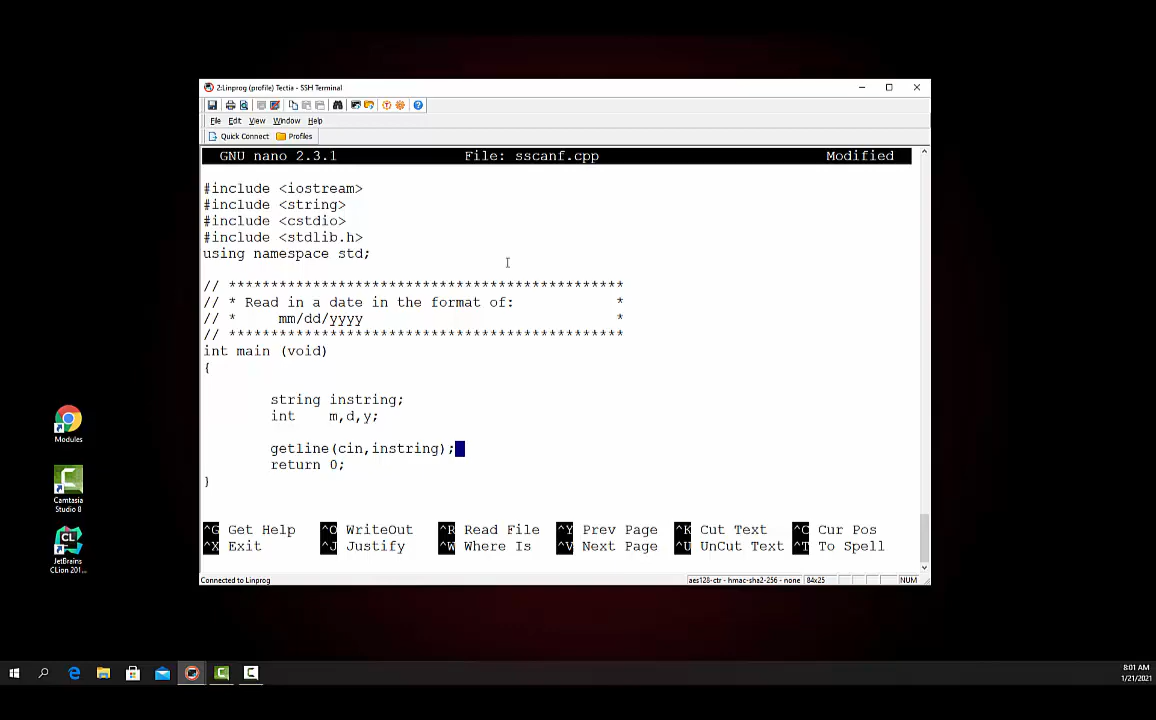 2:Linprog (profile) Tectia - SSH Terminal
File Edit View Window Help
Quick Connect Profiles
GNU nano 2.3.1 File: sscanf.cpp Modified
#include <iostream>
#include <string>
#include <cstdio>
#include <stdlib.h>
using namespace std;
// ***********************************************
// * Read in a date in the format of: *
// * mm/dd/yyyy *
// ***********************************************
int main (void)
{
string instring;
int m,d,y;
getline(cin,instring);
return 0;
}
^G Get Help ^O WriteOut ^R Read File ^Y Prev Page ^K Cut Text ^C Cur Pos
^X Exit ^J Justify ^W Where Is ^V Next Page ^U UnCut Text ^T To Spell
Connected to Linprog aes128-ctr - hmac-sha2-256 - none 84x25 NUM
Modules
Camtasia
Studio 8
JetBrains
CLion 201...
8:01 AM
1/21/2021